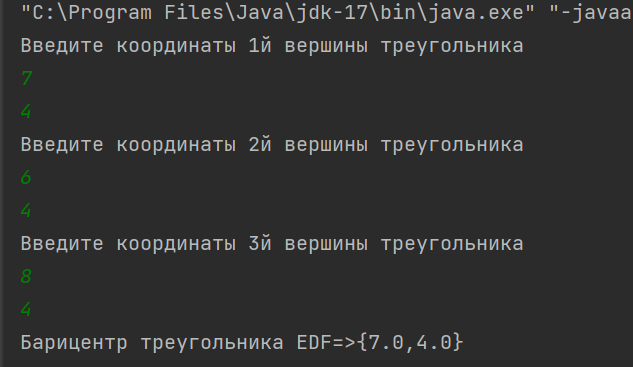 "C:\Program Files\Java\jdk-17\bin\java.exe" "-javaa
Введите координаты 1й вершины треугольника
7
4
Введите координаты 2й вершины треугольника
6
4
Введите координаты 3й вершины треугольника
8
4
Барицентр треугольника EDF=>{7.0,4.0}